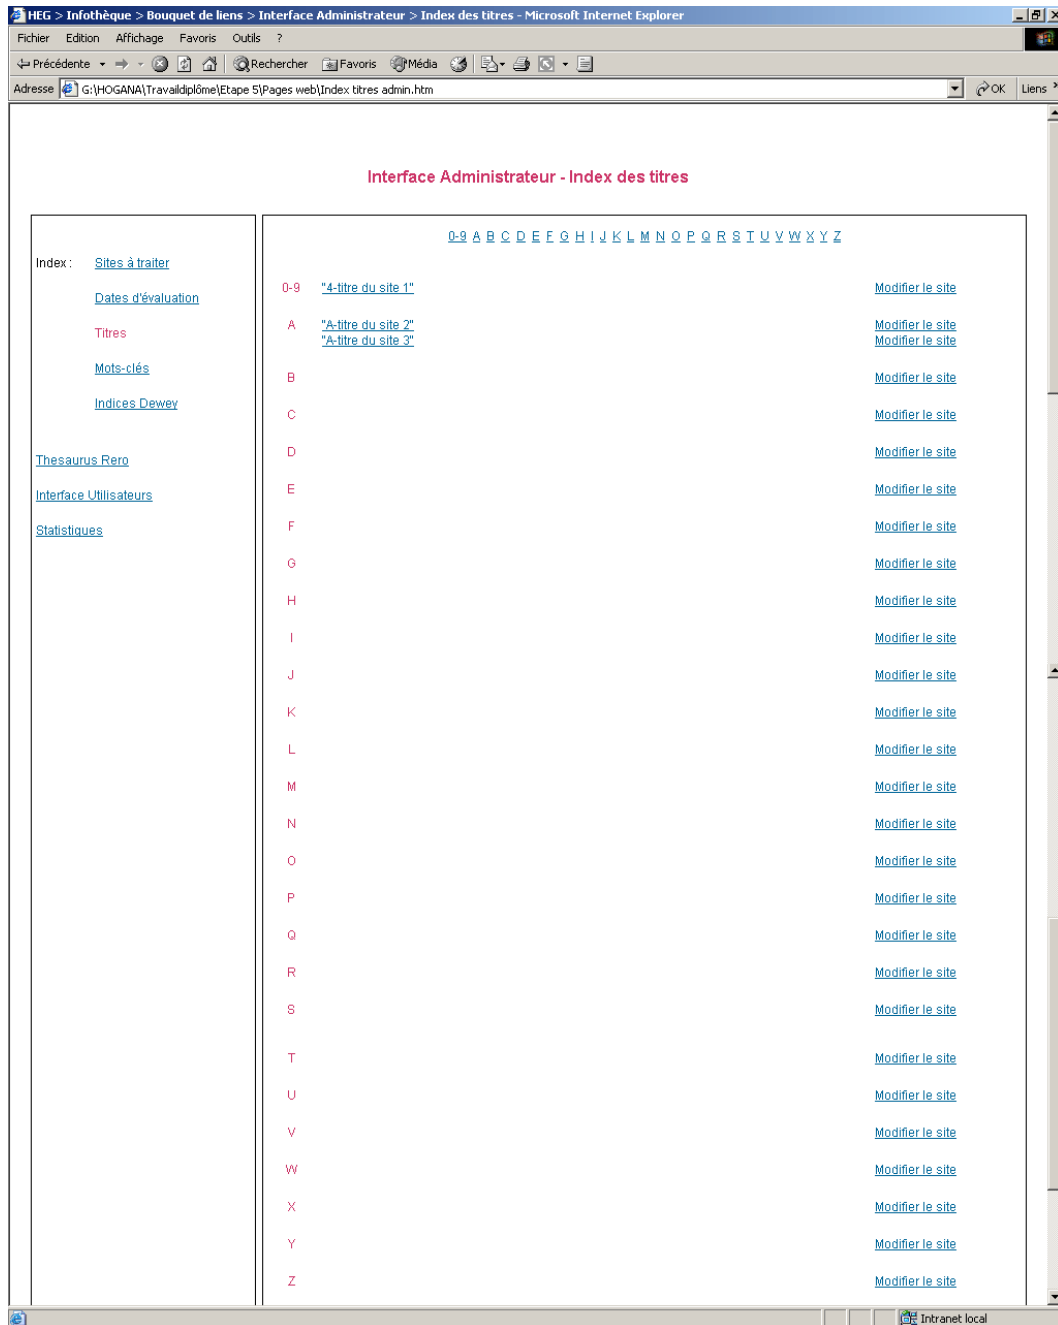 HEG > Infothèque > Bouquet de liens > Interface Administrateur > Index des titres - Microsoft Internet Explorer
Fichier Edition Affichage Favoris Outils ?
Précédente Rechercher Favoris Média
Adresse G:\HOGANA\Travaildiplôme\Etape 5\Pages web\Index titres admin.htm OK Liens »
Interface Administrateur - Index des titres
0-9 A B C D E F G H I J K L M N O P Q R S T U V W X Y Z
Index : Sites à traiter
Dates d'évaluation
Titres
Mots-clés
Indices Dewey
Thesaurus Rero
Interface Utilisateurs
Statistiques
0-9 "4-titre du site 1" Modifier le site
A "A-titre du site 2" Modifier le site
"A-titre du site 3" Modifier le site
B Modifier le site
C Modifier le site
D Modifier le site
E Modifier le site
F Modifier le site
G Modifier le site
H Modifier le site
I Modifier le site
J Modifier le site
K Modifier le site
L Modifier le site
M Modifier le site
N Modifier le site
O Modifier le site
P Modifier le site
Q Modifier le site
R Modifier le site
S Modifier le site
T Modifier le site
U Modifier le site
V Modifier le site
W Modifier le site
X Modifier le site
Y Modifier le site
Z Modifier le site
Intranet local